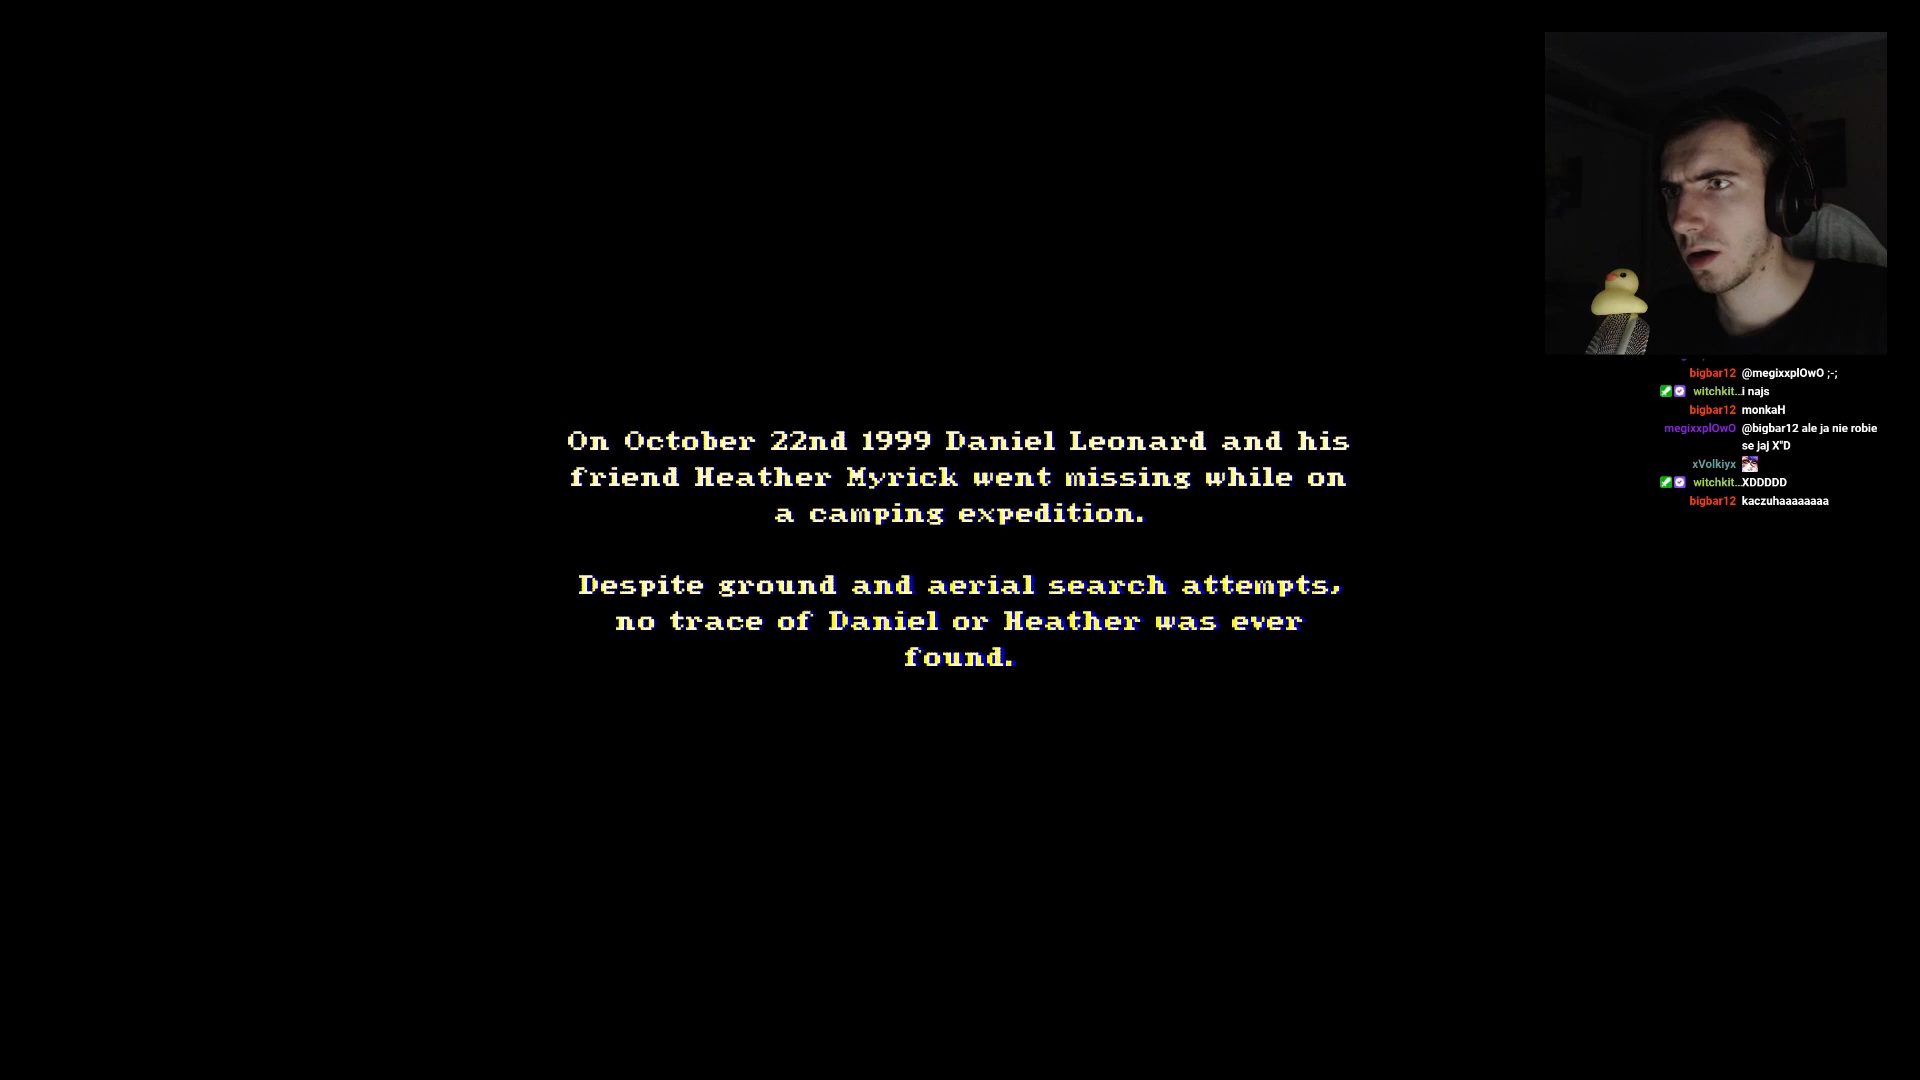 On October 22nd 1999 Daniel Leonard and his
friend Heather Myrick went missing while on
a camping expedition.
Despite ground and aerial search attempts,
no trace of Daniel or Heather was ever
found.
bigbar12 @megixxplOwO ;-;
witchkit...i najs
bigbar12 monkaH
megixxplOwO @bigbar12 ale ja nie robie
se jaj X"D
xVolkiyx
witchkit...XDDDDD
bigbar12 kaczuhaaaaaaaa